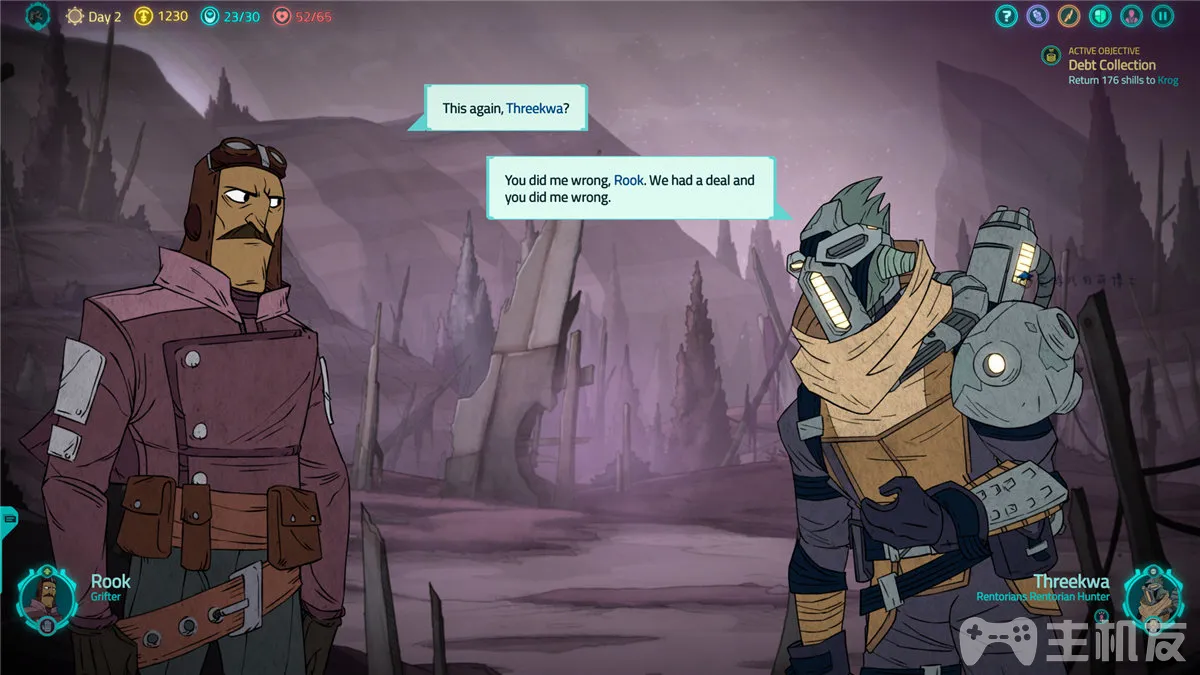 Day 2
1230
23/30
52/65
?
ACTIVE OBJECTIVE
Debt Collection
Return 176 shills to Krog
This again, Threekwa?
You did me wrong, Rook. We had a deal and
you did me wrong.
Rook
Grifter
Threekwa
Rentorians Rentorian Hunter
主机友